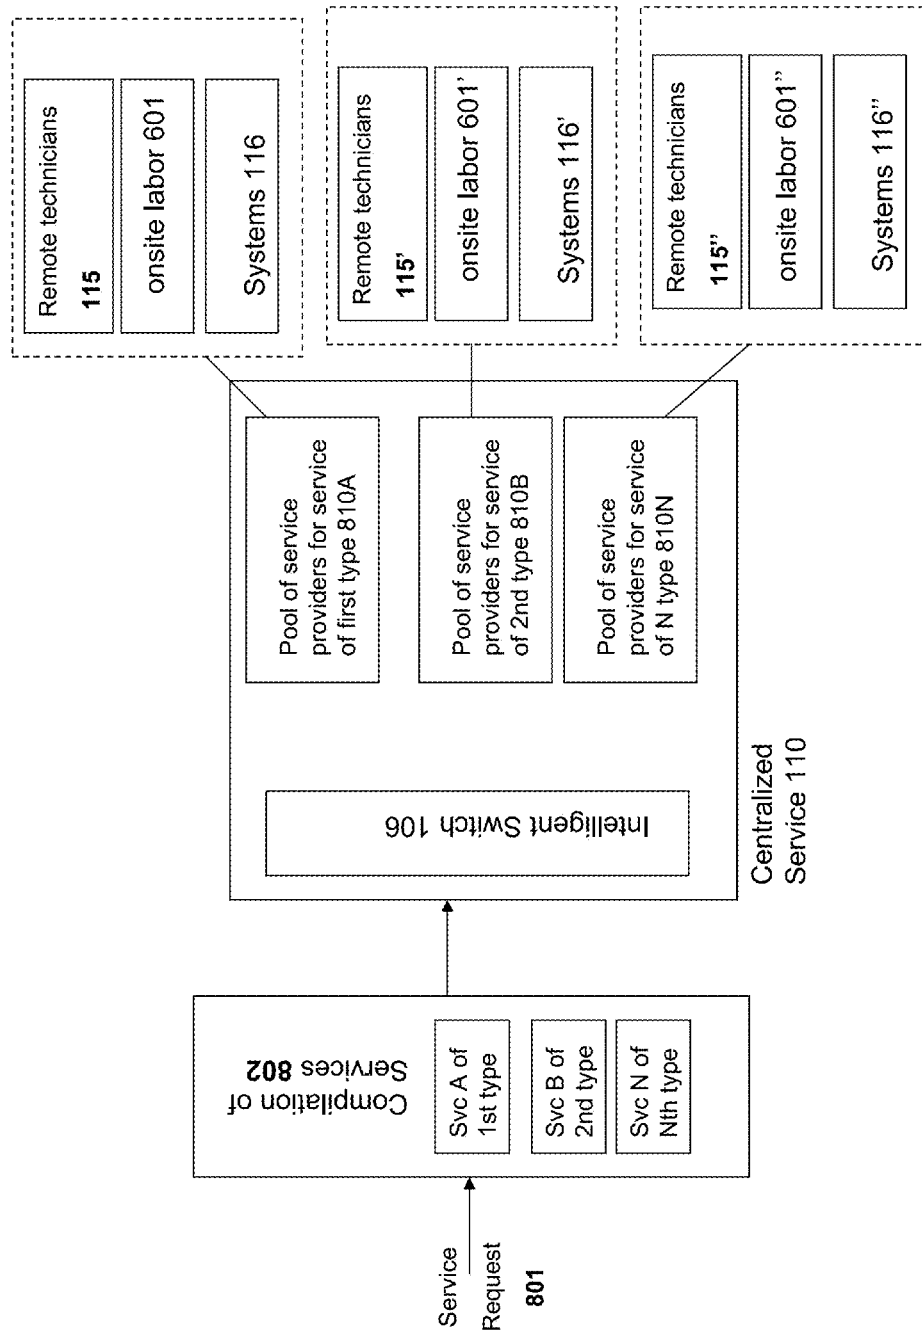 Service
Request
801
Compilation of
Services 802
Svc A of
1st type
Svc B of
2nd type
Svc N of
Nth type
Centralized
Service 110
Intelligent Switch 106
Pool of service
providers for service
of first type 810A
Pool of service
providers for service
of 2nd type 810B
Pool of service
providers for service
of N type 810N
Remote technicians
115
onsite labor 601
Systems 116
Remote technicians
115’
onsite labor 601’
Systems 116’
Remote technicians
115”
onsite labor 601”
Systems 116”